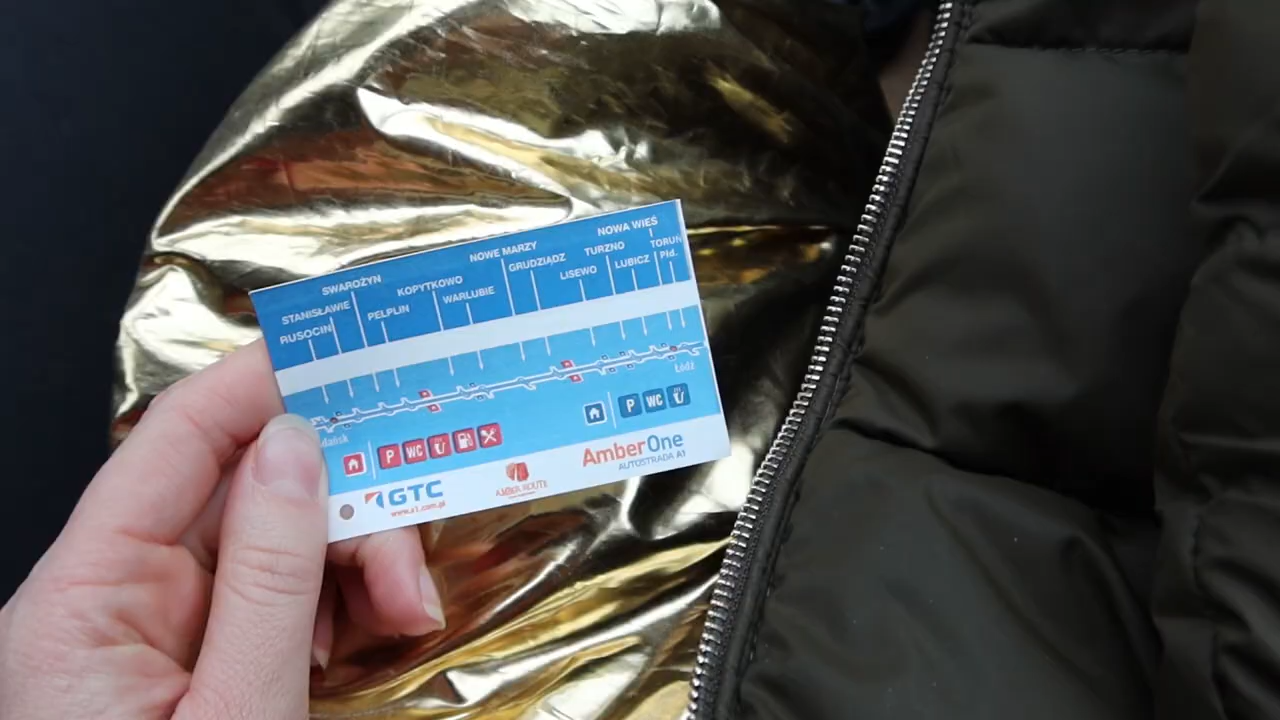 NOWA WIEŚ
NOWE MARZY
TURZNO
TORUŃ
Płd.
SWAROŻYN
KOPYTKOWO
GRUDZIĄDZ
LISEWO
LUBICZ
STANISŁAWIE
WARLUBIE
RUSOCIN
PELPLIN
Łódź
dańsk
P WC
P WC
GTC
www.a1.com.pl
AMBER ROUTE
AmberOne
AUTOSTRADA A1